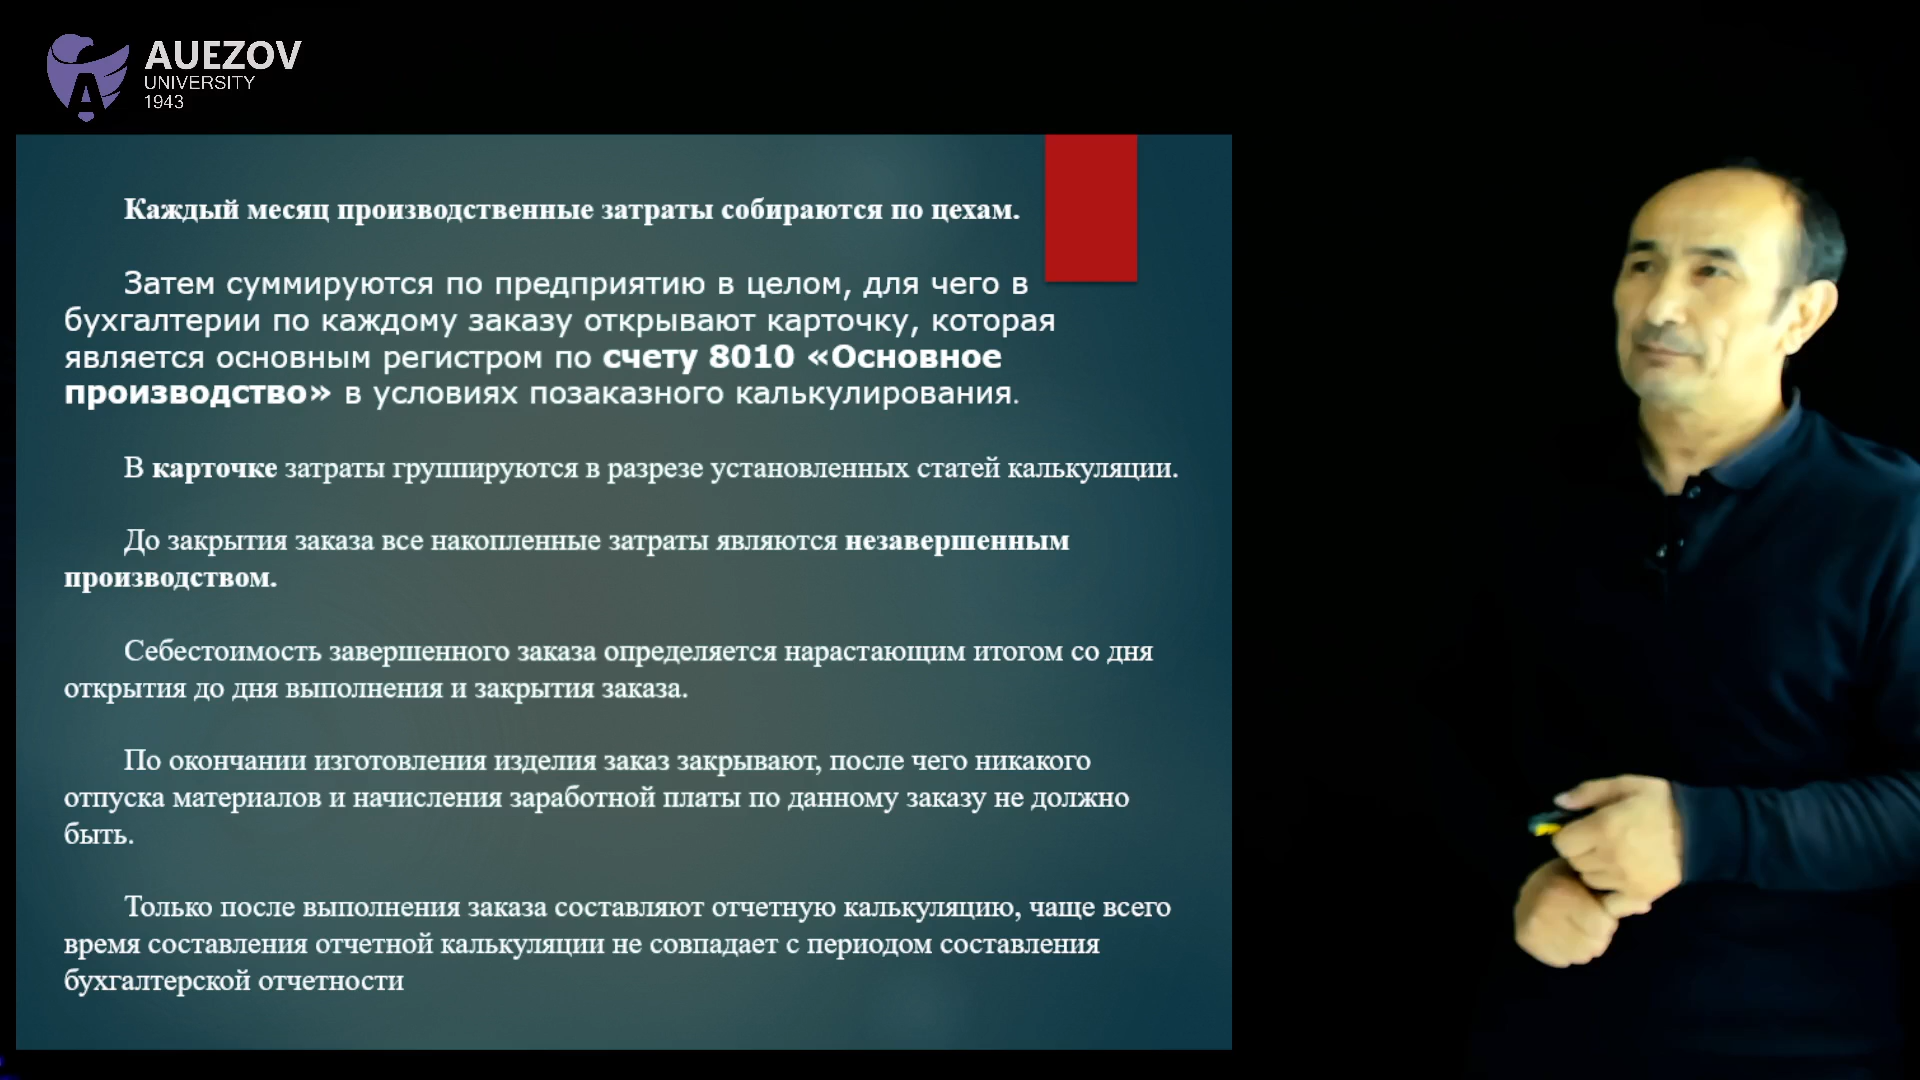 AUEZOV
UNIVERSITY
1943
Каждый месяц производственные затраты собираются по цехам.
Затем суммируются по предприятию в целом, для чего в
бухгалтерии по каждому заказу открывают карточку, которая
является основным регистром по счету 8010 «Основное
производство» в условиях позаказного калькулирования.
В карточке затраты группируются в разрезе установленных статей калькуляции.
До закрытия заказа все накопленные затраты являются незавершенным
производством.
Себестоимость завершенного заказа определяется нарастающим итогом со дня
открытия до дня выполнения и закрытия заказа.
По окончании изготовления изделия заказ закрывают, после чего никакого
отпуска материалов и начисления заработной платы по данному заказу не должно
быть.
Только после выполнения заказа составляют отчетную калькуляцию, чаще всего
время составления отчетной калькуляции не совпадает с периодом составления
бухгалтерской отчетности